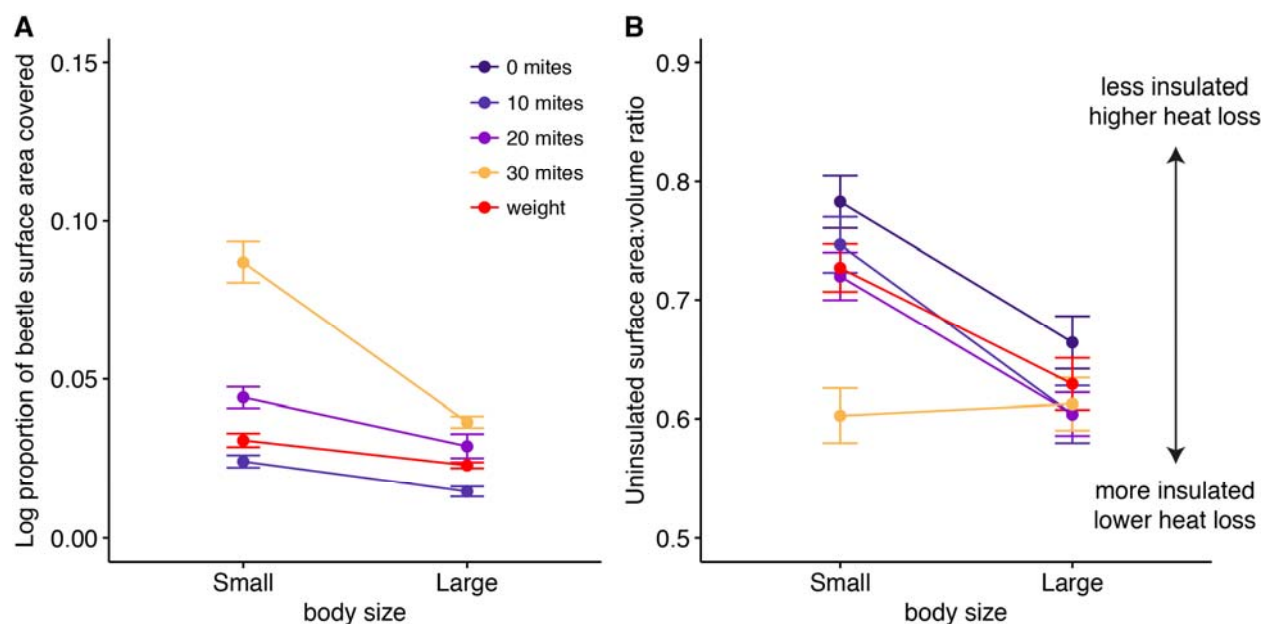 A
Log proportion of beetle surface area covered
0.15
0.10
0.05
0.00
0 mites
10 mites
20 mites
30 mites
weight
Small
Large
body size
B
Uninsulated surface area:volume ratio
0.9
0.8
0.7
0.6
0.5
less insulated
higher heat loss
more insulated
lower heat loss
Small
Large
body size